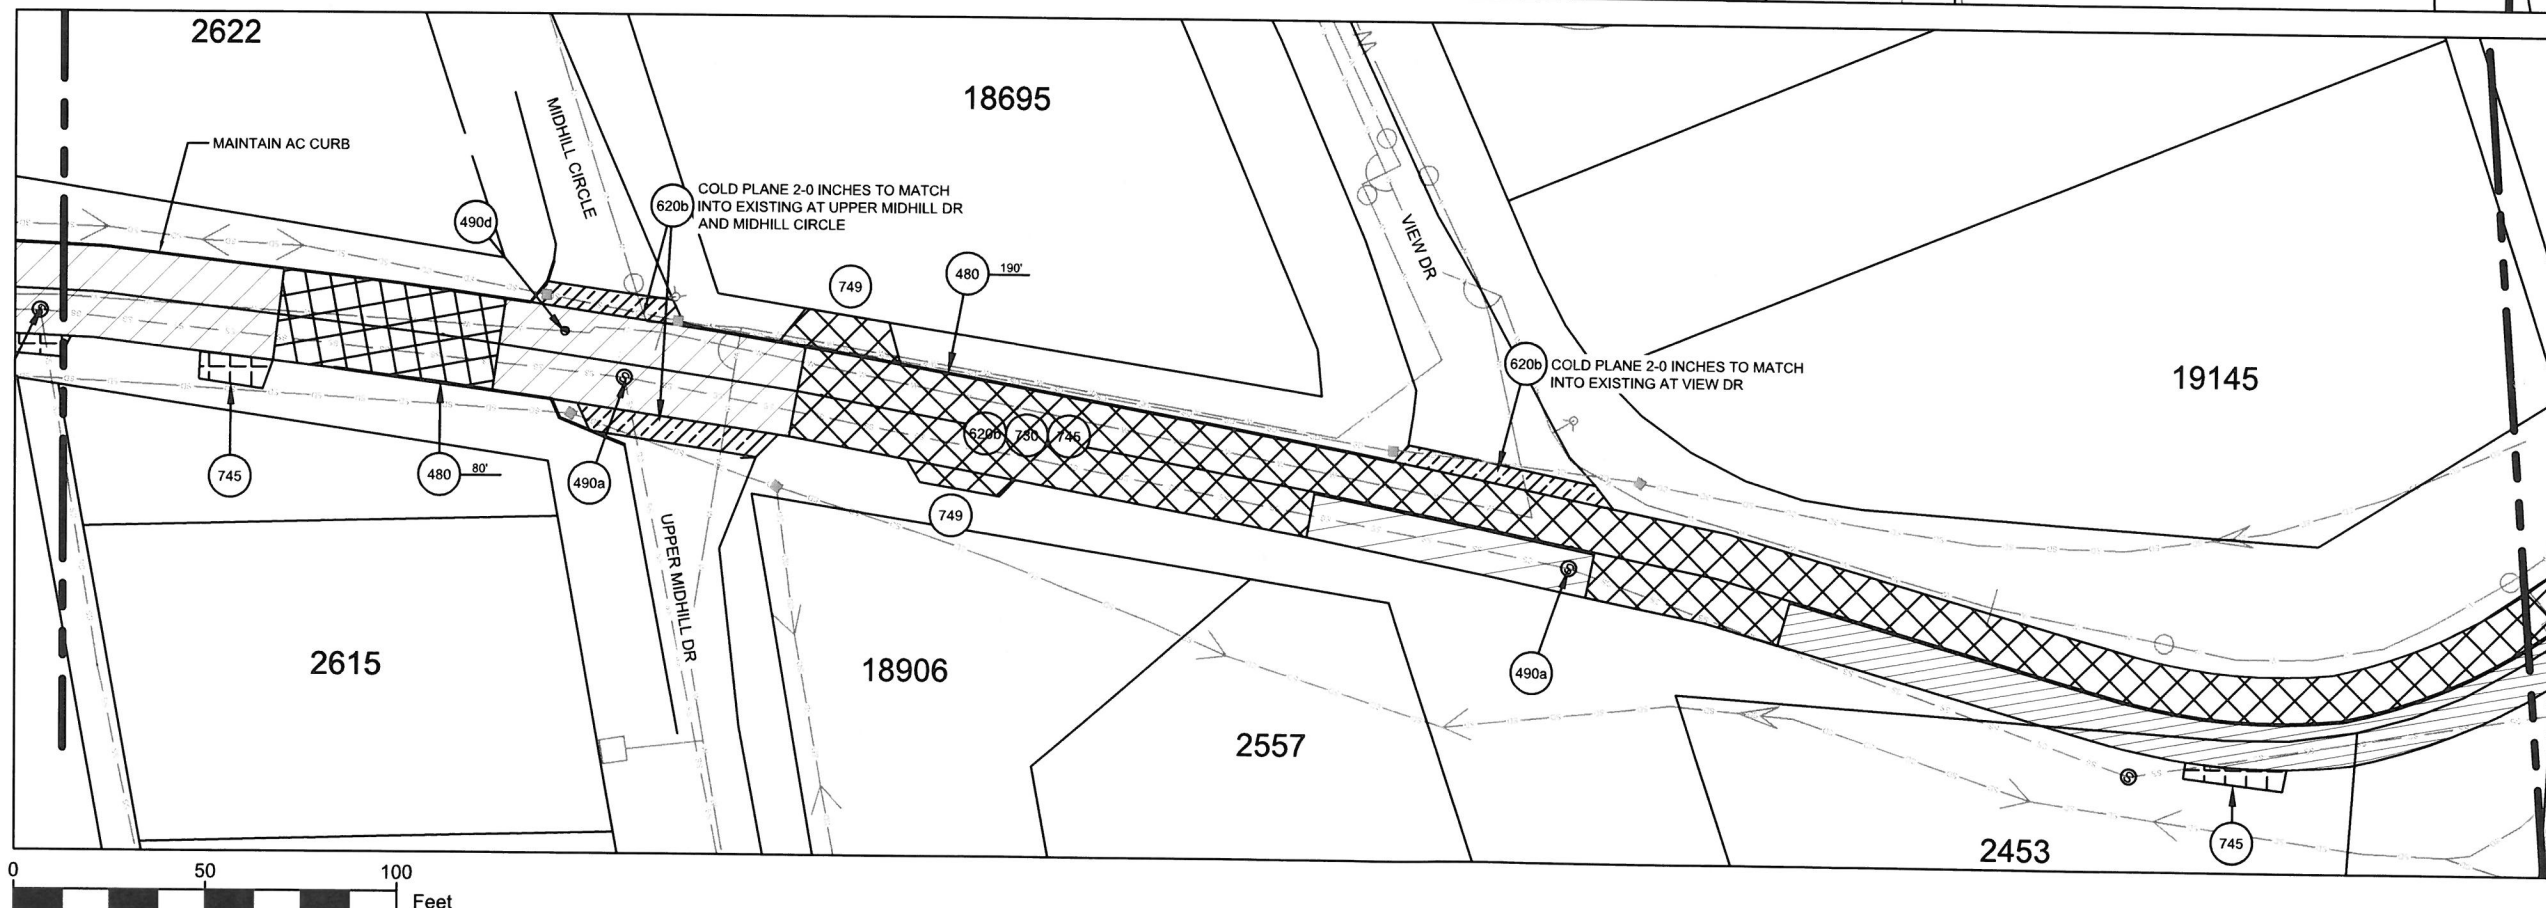 2622
18695
MAINTAIN AC CURB
MIDHILL CIRCLE
490d
620b
COLD PLANE 2-0 INCHES TO MATCH
INTO EXISTING AT UPPER MIDHILL DR
AND MIDHILL CIRCLE
VIEW DR
749
480
190'
620b
COLD PLANE 2-0 INCHES TO MATCH
INTO EXISTING AT VIEW DR
19145
620b
730
745
745
480
80'
490a
749
UPPER MIDHILL DR
2615
18906
2557
490a
2453
745
0
50
100
Feet